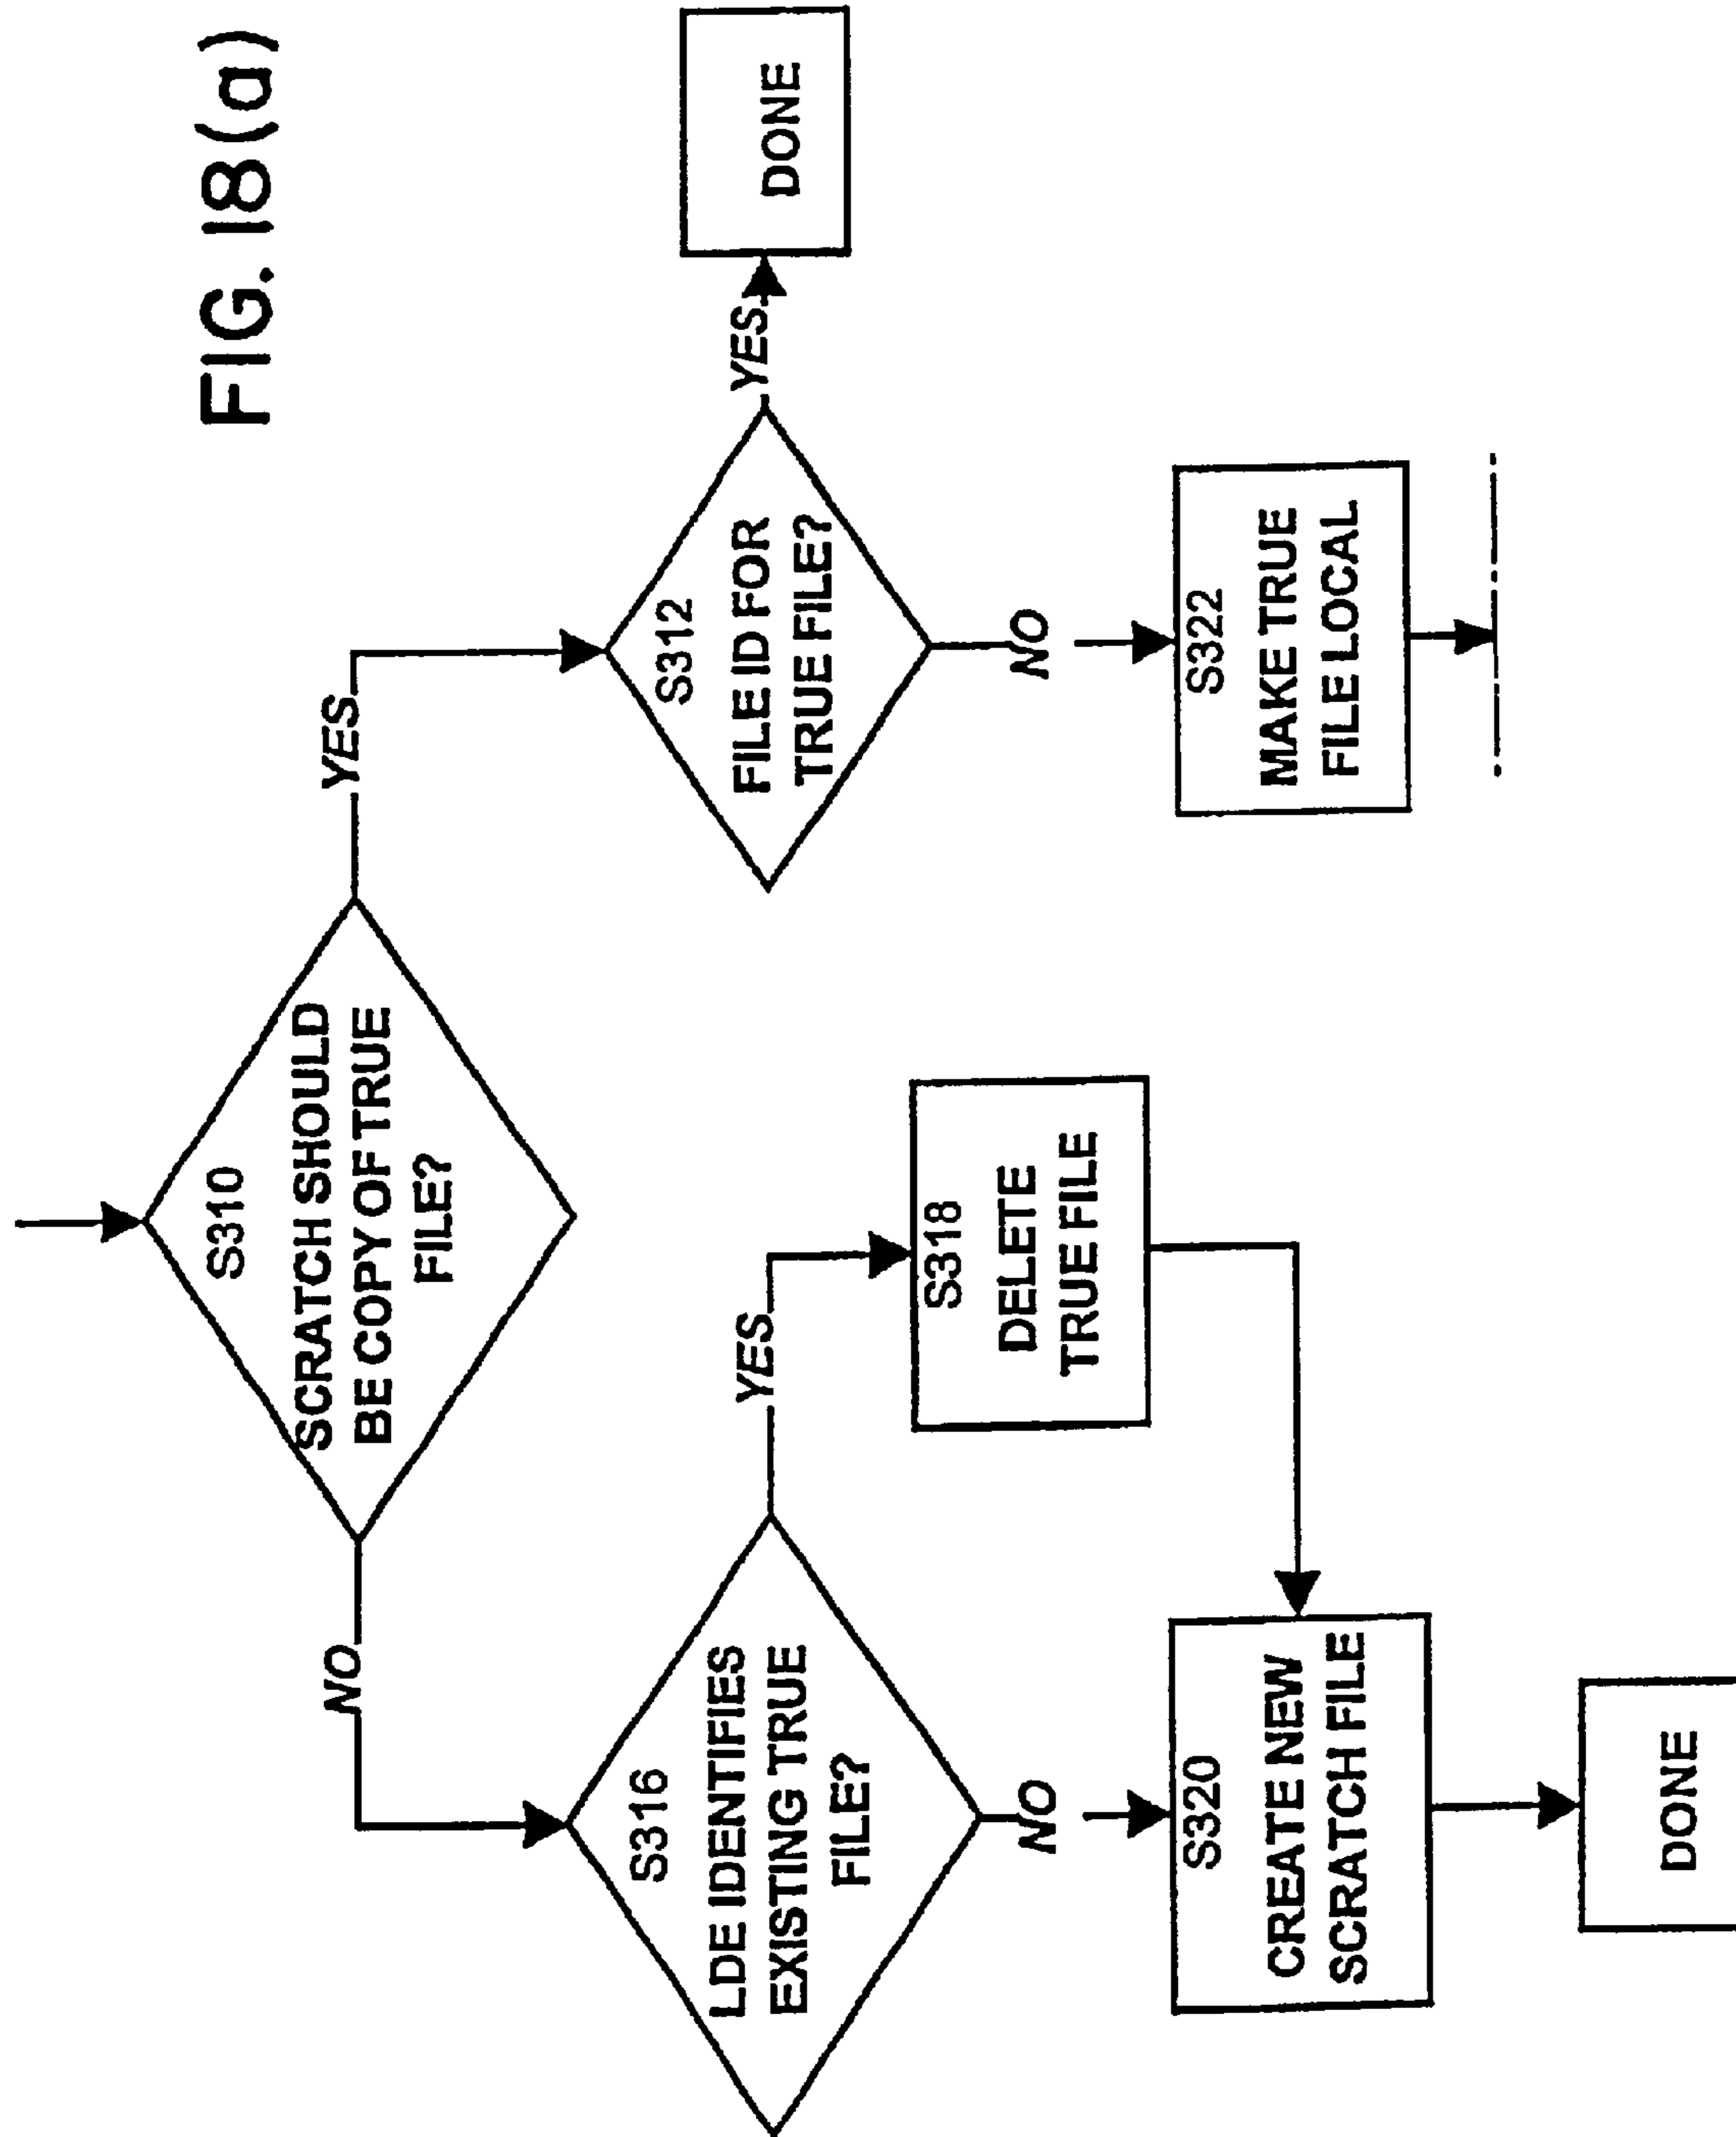 FIG. 18(a)
S310
SCRATCH SHOULD
BE COPY OF TRUE
FILE?
NO
YES
S316
LDE IDENTIFIES
EXISTING TRUE
FILE?
YES
NO
S318
DELETE
TRUE FILE
S320
CREATE NEW
SCRATCH FILE
DONE
S312
FILE ID FOR
TRUE FILE?
YES
DONE
NO
S322
MAKE TRUE
FILE LOCAL